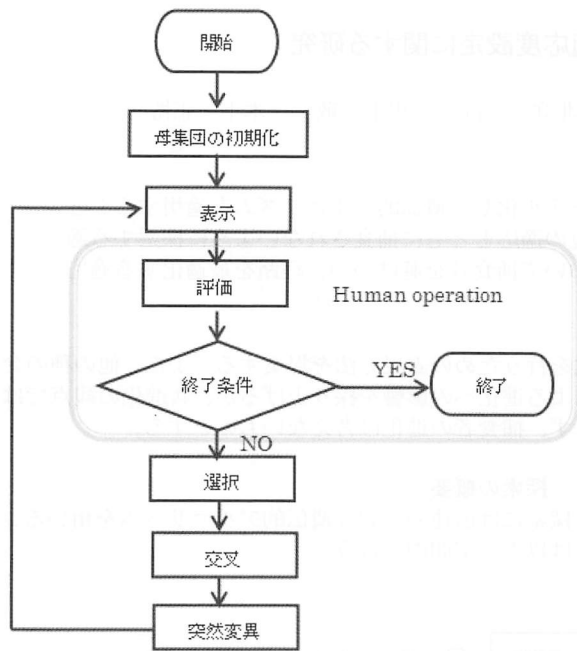 開始
母集団の初期化
表示
評価
Human operation
終了条件
YES
終了
NO
選択
交叉
突然変異